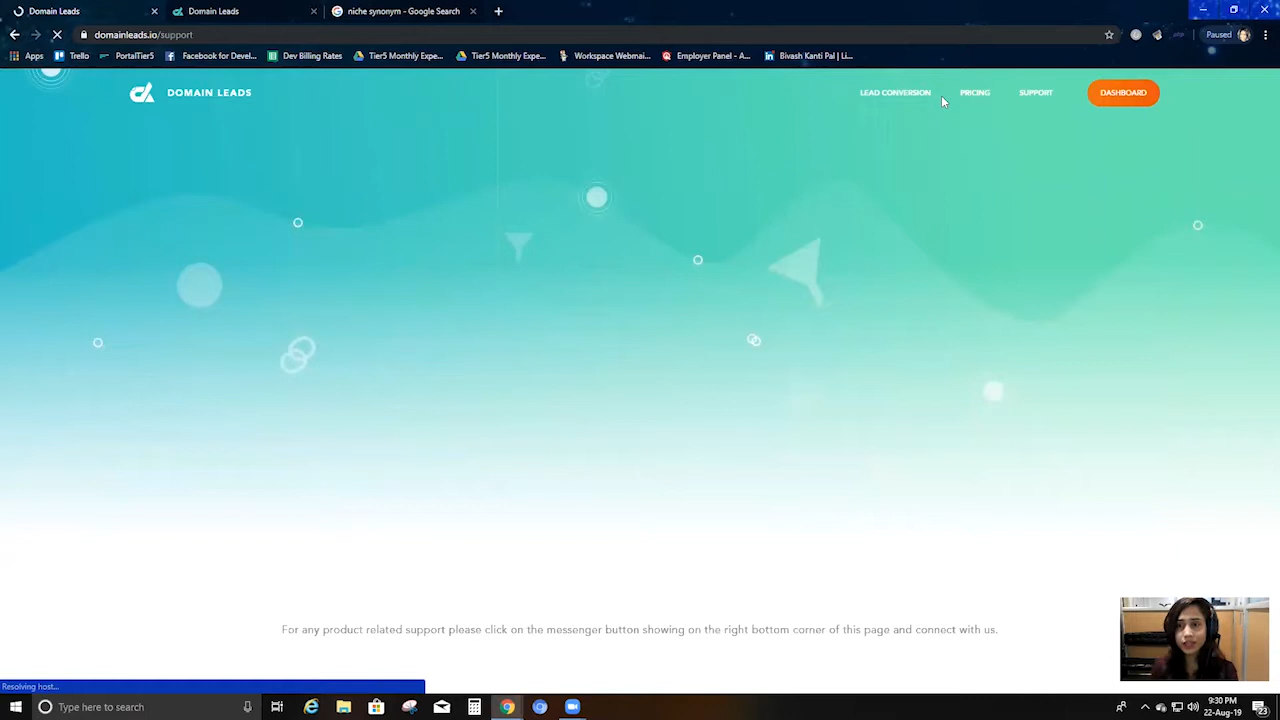 Domain Leads
Domain Leads
niche synonym - Google Search
domainleads.io/support
Paused
Apps
Trello
PortalTier5
Facebook for Devel...
Dev Billing Rates
Tier5 Monthly Expe...
Tier5 Monthly Expe...
Workspace Webmai...
Employer Panel - A...
Bivash Kanti Pal | Li...
DOMAIN LEADS
LEAD CONVERSION
PRICING
SUPPORT
DASHBOARD
For any product related support please click on the messenger button showing on the right bottom corner of this page and connect with us.
Resolving host...
Type here to search
9:30 PM
22-Aug-19
23